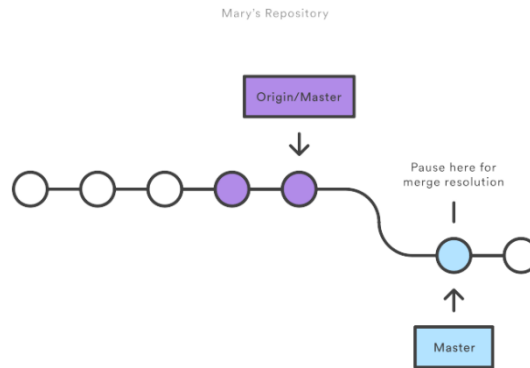 Mary's Repository
Origin/Master
Pause here for
merge resolution
Master